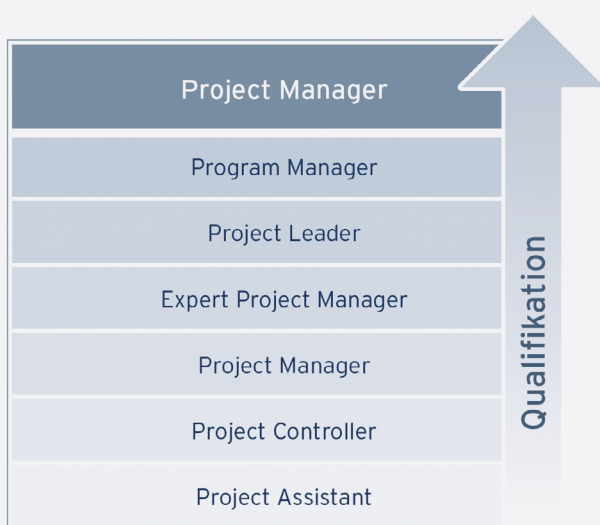 Project Manager
Program Manager
Project Leader
Expert Project Manager
Project Manager
Project Controller
Project Assistant
Qualifikation